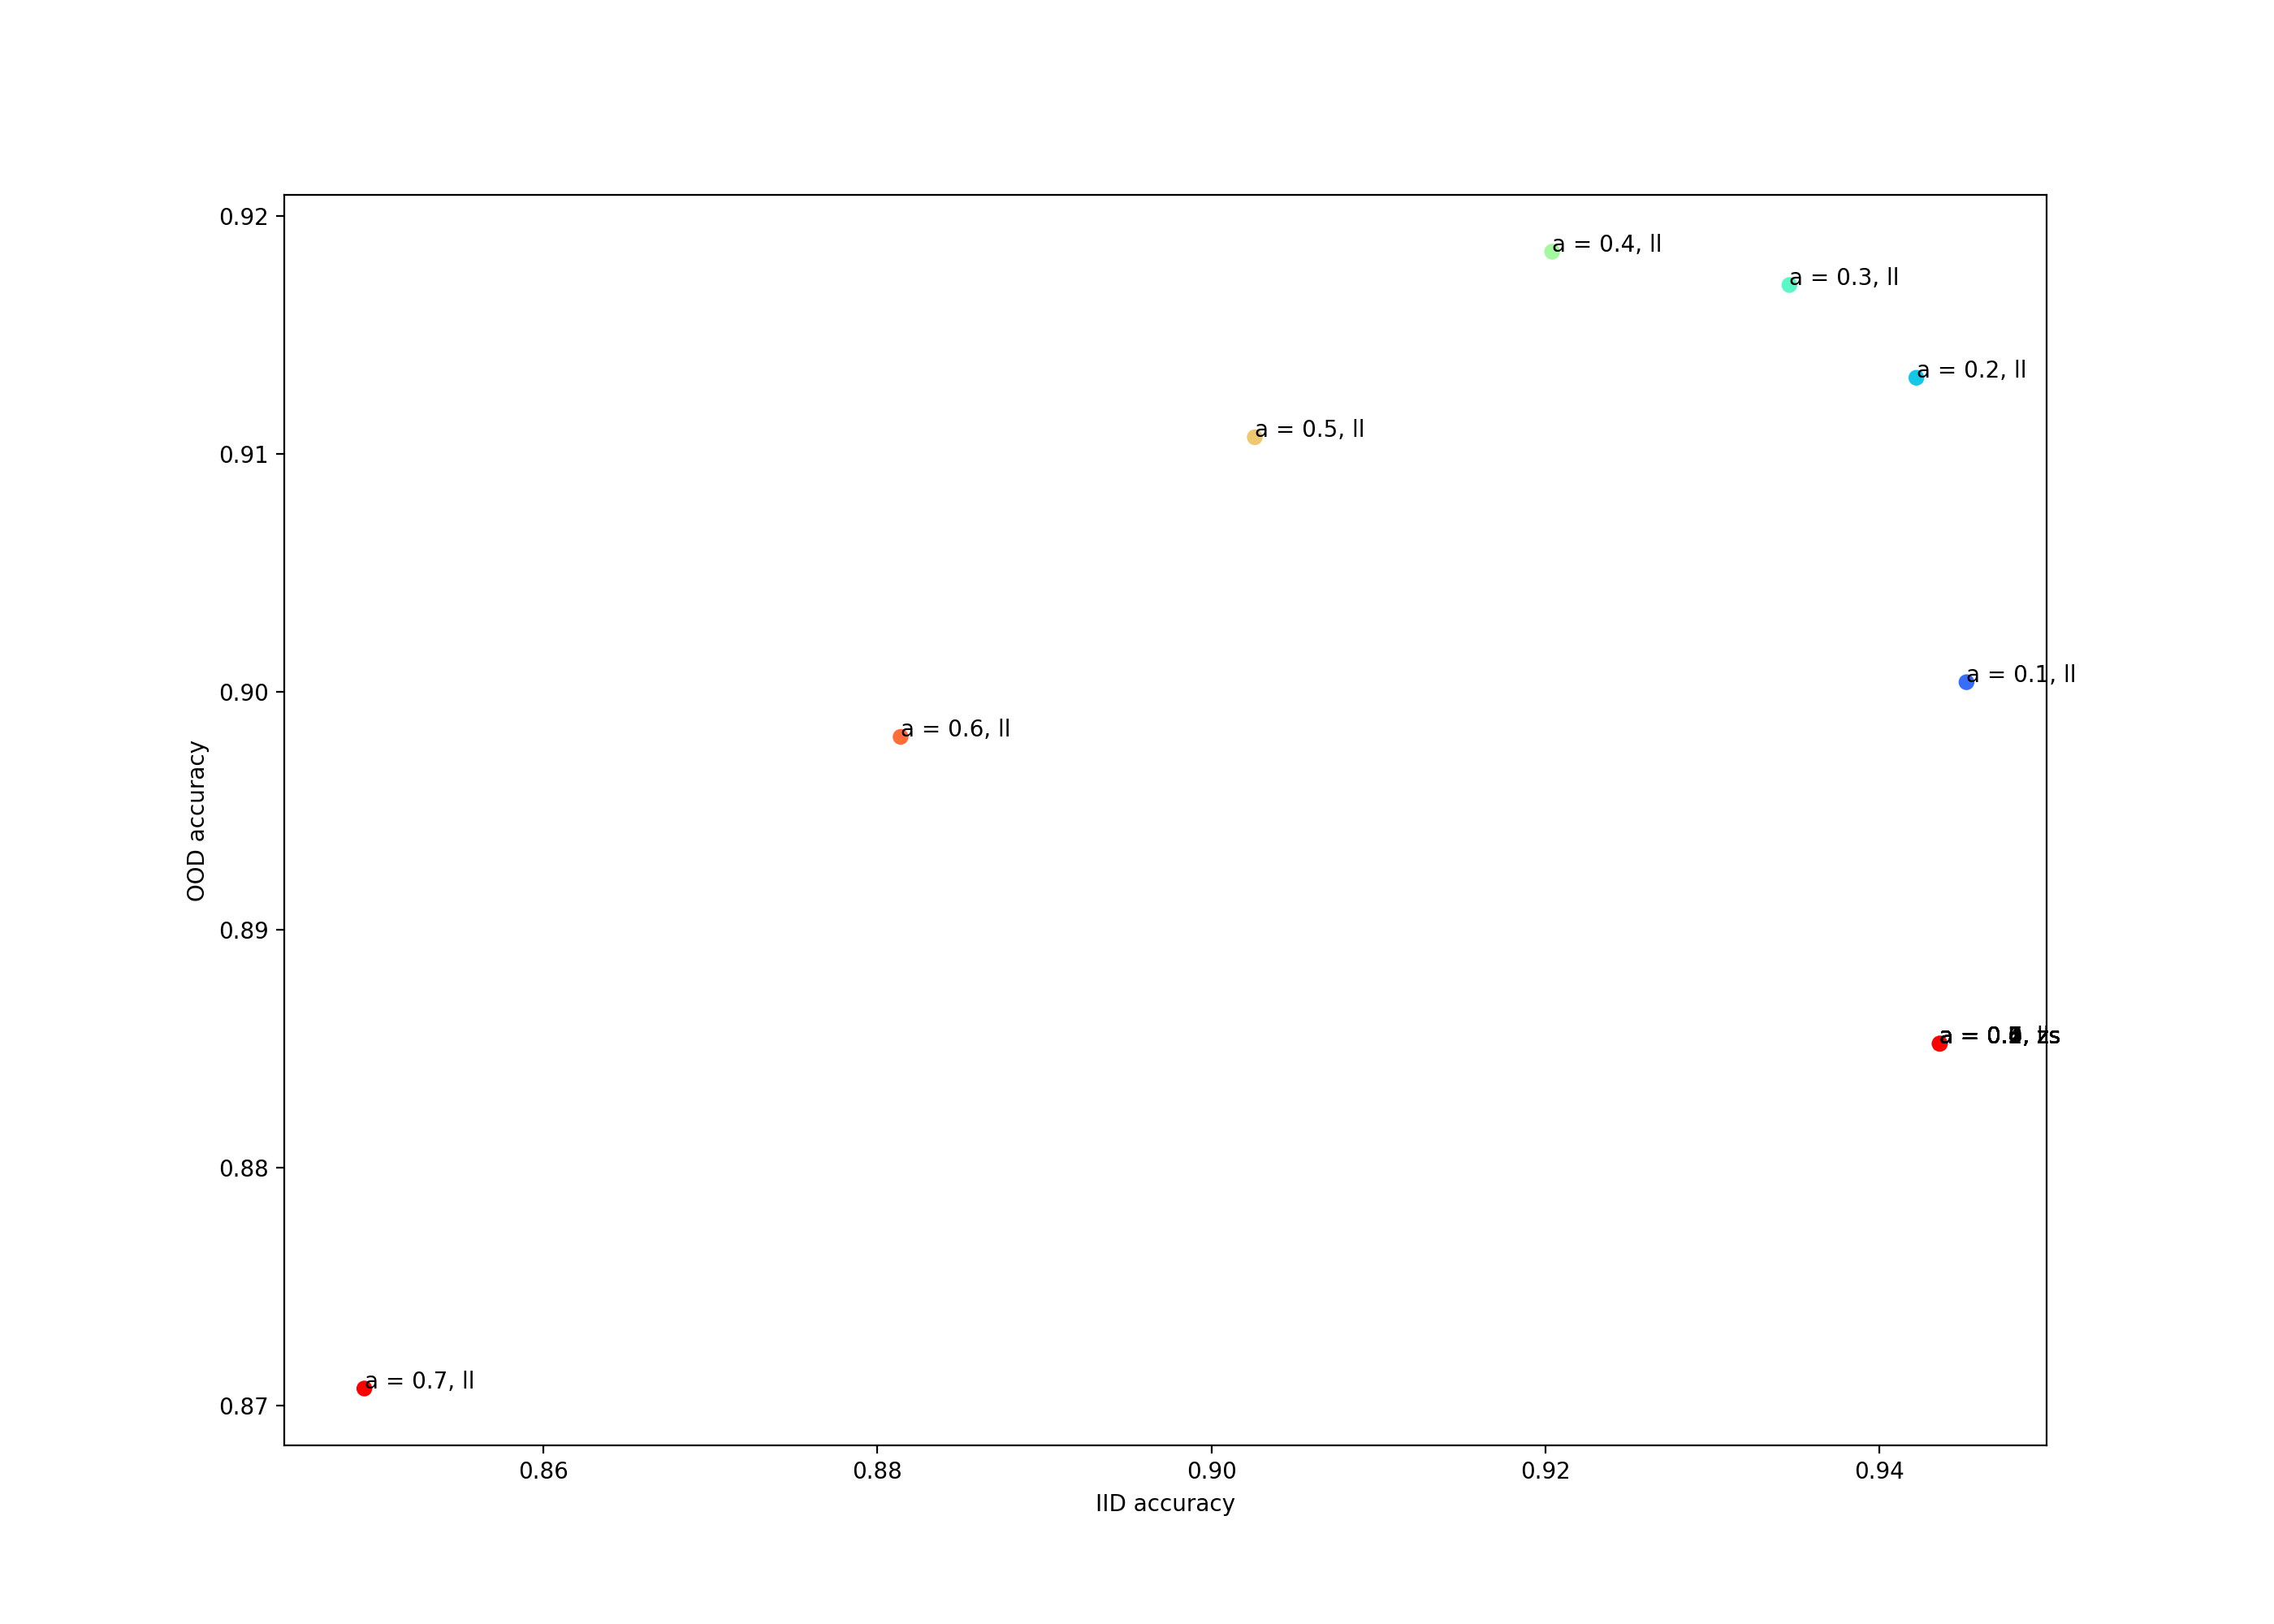 0.92
a = 0.4, ll
a = 0.3, ll
a = 0.2, ll
a = 0.5, ll
0.91
a = 0.1, ll
0.90
a = 0.6, ll
OOD accuracy
0.89
a = 0.
0.88
a = 0.7, ll
0.87
0.86
0.88
0.90
0.92
0.94
IID accuracy